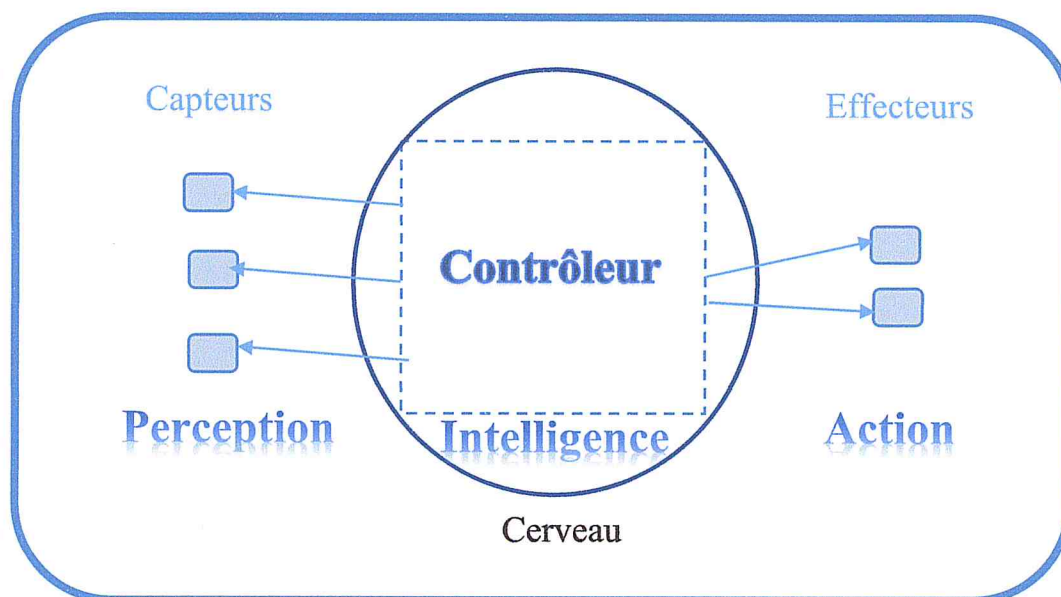 Capteurs
Effecteurs
Contrôleur
Perception
Intelligence
Action
Cerveau